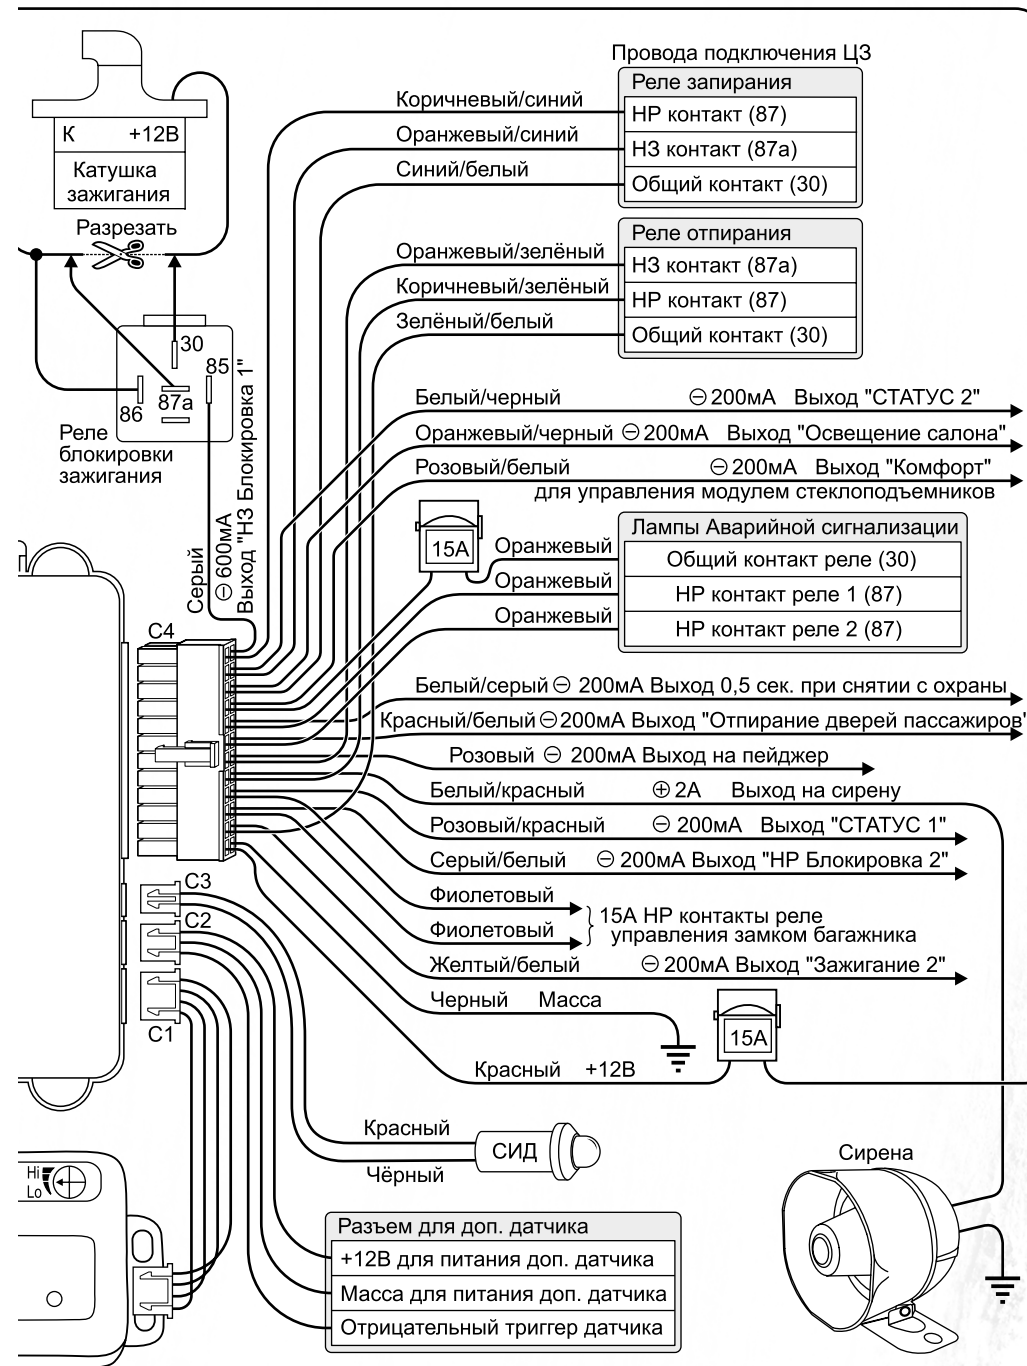 Провода подключения ЦЗ
Реле запирания
Коричневый/синий
НР контакт (87)
Оранжевый/синий
НЗ контакт (87а)
Синий/белый
Общий контакт (30)
К +12В
Катушка
зажигания
Разрезать
Реле отпирания
Оранжевый/зелёный
НЗ контакт (87а)
Коричневый/зелёный
НР контакт (87)
Зелёный/белый
Общий контакт (30)
30
85
86
87а
Реле
блокировки
зажигания
Серый
⊖ 600мА
Выход "НЗ Блокировка 1"
Белый/черный ⊖ 200мА Выход "СТАТУС 2"
Оранжевый/черный ⊖ 200мА Выход "Освещение салона"
Розовый/белый ⊖ 200мА Выход "Комфорт"
для управления модулем стеклоподъемников
15А
Лампы Аварийной сигнализации
Оранжевый
Общий контакт реле (30)
Оранжевый
НР контакт реле 1 (87)
Оранжевый
НР контакт реле 2 (87)
С4
Белый/серый ⊖ 200мА Выход 0,5 сек. при снятии с охраны
Красный/белый ⊖ 200мА Выход "Отпирание дверей пассажиров"
Розовый ⊖ 200мА Выход на пейджер
Белый/красный ⊕ 2А Выход на сирену
Розовый/красный ⊖ 200мА Выход "СТАТУС 1"
Серый/белый ⊖ 200мА Выход "НР Блокировка 2"
С3
Фиолетовый
Фиолетовый
15А НР контакты реле
управления замком багажника
С2
Желтый/белый ⊖ 200мА Выход "Зажигание 2"
Черный Масса
С1
15А
Красный +12В
Красный
Чёрный
СИД
Сирена
Hi
Lo
Разъем для доп. датчика
+12В для питания доп. датчика
Масса для питания доп. датчика
Отрицательный триггер датчика